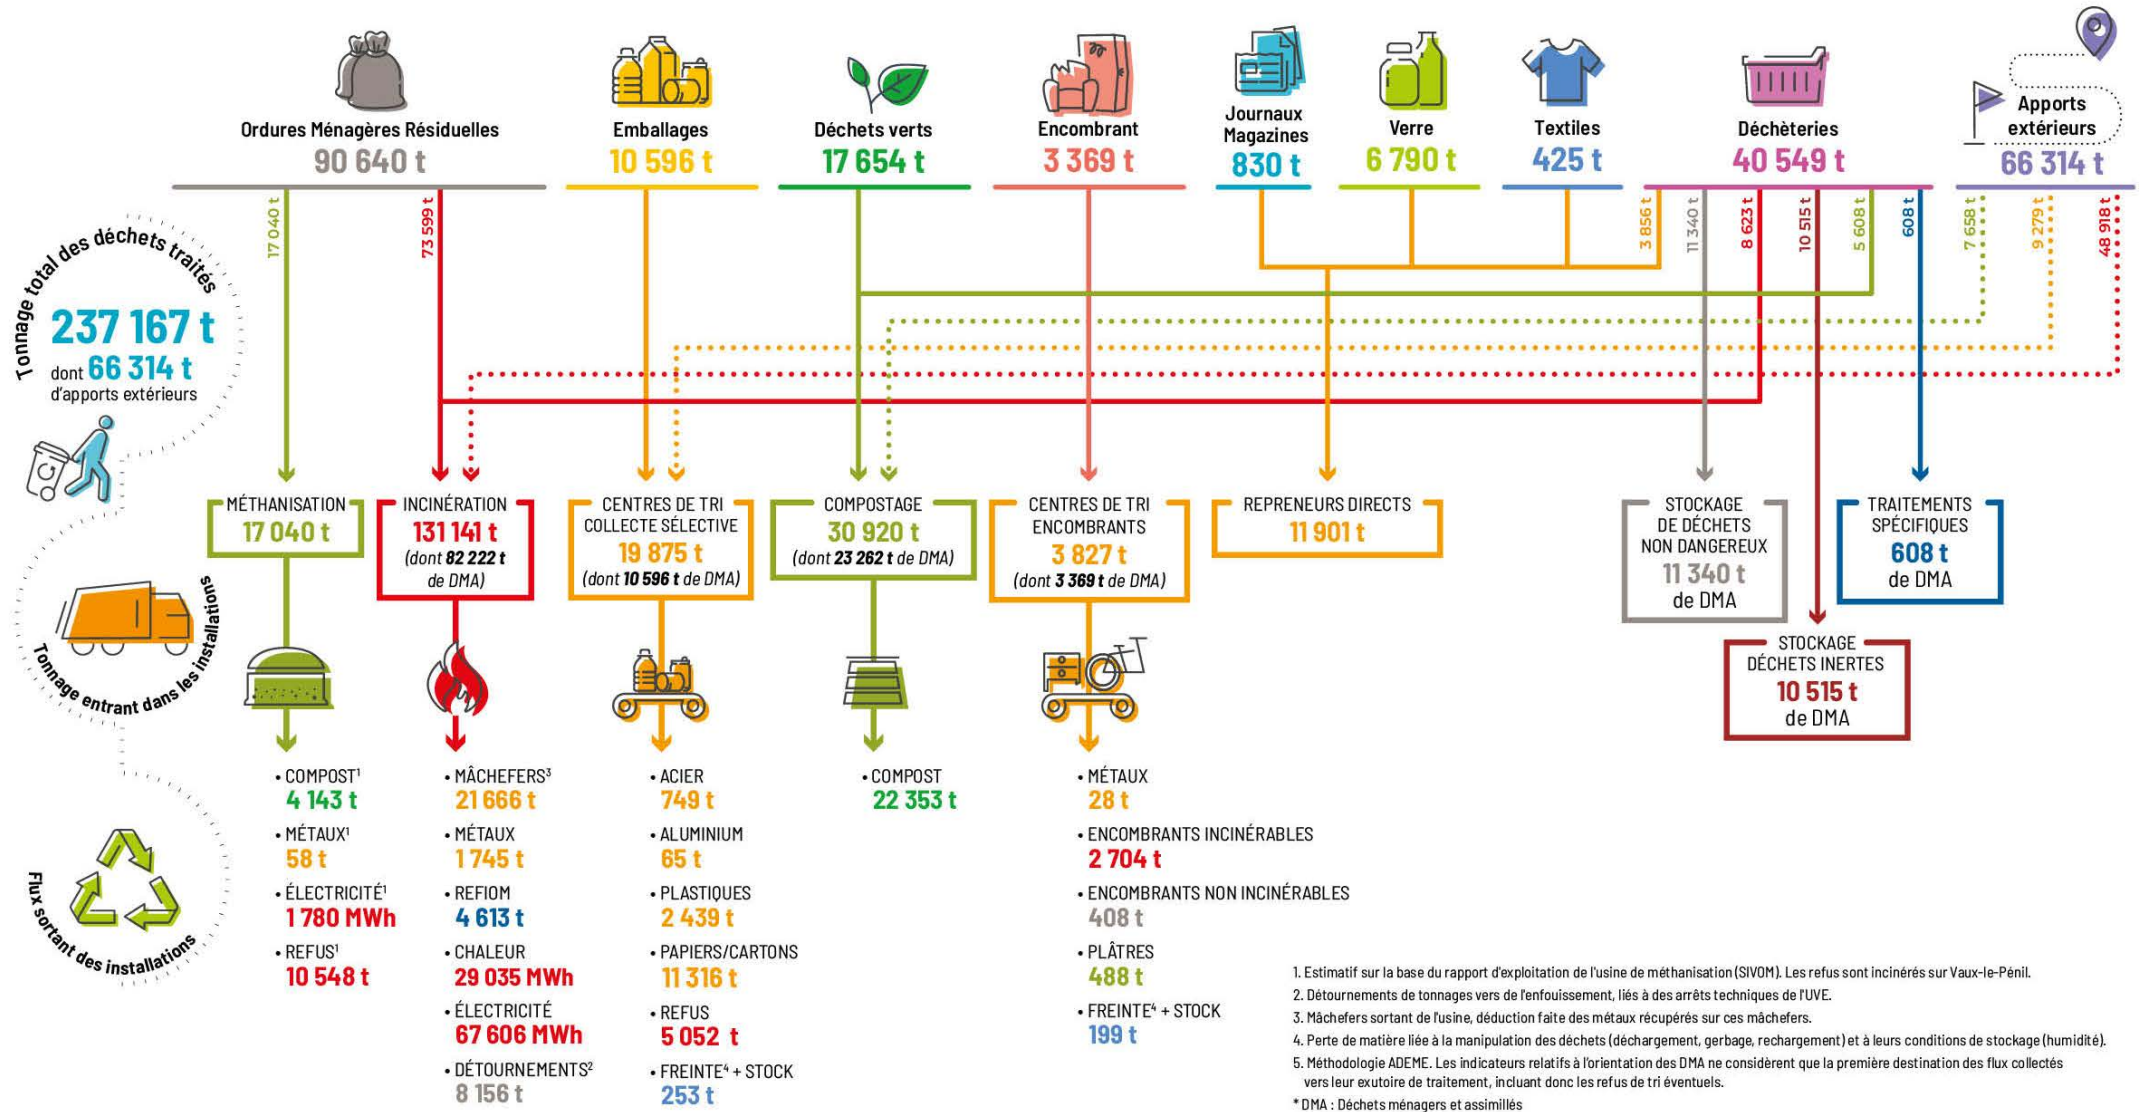 Ordures Ménagères Résiduelles
90 640 t
Emballages
10 596 t
Déchets verts
17 654 t
Encombrant
3 369 t
Journaux
Magazines
830 t
Verre
6 790 t
Textiles
425 t
Déchèteries
40 549 t
Apports
extérieurs
66 314 t
17 040 t
73 599 t
3 856 t
11 340 t
8 623 t
10 515 t
5 608 t
608 t
7 658 t
9 279 t
48 918 t
Tonnage total des déchets traités
237 167 t
dont 66 314 t
d'apports extérieurs
Tonnage entrant dans les installations
MÉTHANISATION
17 040 t
INCINÉRATION
131 141 t
(dont 82 222 t
de DMA)
CENTRES DE TRI
COLLECTE SÉLECTIVE
19 875 t
(dont 10 596 t de DMA)
COMPOSTAGE
30 920 t
(dont 23 262 t de DMA)
CENTRES DE TRI
ENCOMBRANTS
3 827 t
(dont 3 369 t de DMA)
REPRENEURS DIRECTS
11 901 t
STOCKAGE
DE DÉCHETS
NON DANGEREUX
11 340 t
de DMA
TRAITEMENTS
SPÉCIFIQUES
608 t
de DMA
STOCKAGE
DÉCHETS INERTES
10 515 t
de DMA
Flux sortant des installations
• COMPOST¹
4 143 t
• MÉTAUX¹
58 t
• ÉLECTRICITÉ¹
1 780 MWh
• REFUS¹
10 548 t
• MÂCHEFERS³
21 666 t
• MÉTAUX
1 745 t
• REFIOM
4 613 t
• CHALEUR
29 035 MWh
• ÉLECTRICITÉ
67 606 MWh
• DÉTOURNEMENTS²
8 156 t
• ACIER
749 t
• ALUMINIUM
65 t
• PLASTIQUES
2 439 t
• PAPIERS/CARTONS
11 316 t
• REFUS
5 052 t
• FREINTE⁴ + STOCK
253 t
• COMPOST
22 353 t
• MÉTAUX
28 t
• ENCOMBRANTS INCINÉRABLES
2 704 t
• ENCOMBRANTS NON INCINÉRABLES
408 t
• PLÂTRES
488 t
• FREINTE⁴ + STOCK
199 t
1. Estimatif sur la base du rapport d'exploitation de l'usine de méthanisation (SIVOM). Les refus sont incinérés sur Vaux-le-Pénil.
2. Détournements de tonnages vers de l'enfouissement, liés à des arrêts techniques de l'UVE.
3. Mâchefers sortant de l'usine, déduction faite des métaux récupérés sur ces mâchefers.
4. Perte de matière liée à la manipulation des déchets (déchargement, gerbage, rechargement) et à leurs conditions de stockage (humidité).
5. Méthodologie ADEME. Les indicateurs relatifs à l'orientation des DMA ne considèrent que la première destination des flux collectés
vers leur exutoire de traitement, incluant donc les refus de tri éventuels.
* DMA : Déchets ménagers et assimillés